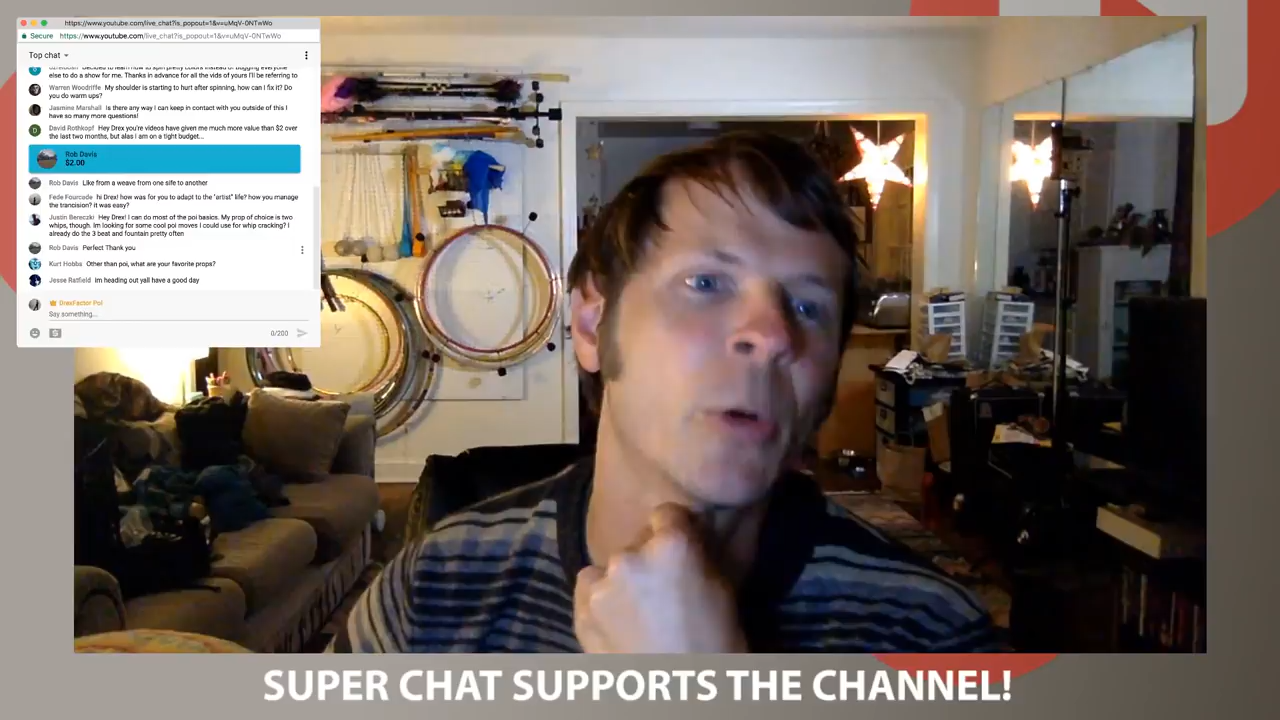 https://www.youtube.com/live_chat?is_popout=1&v=uMqV-0NTwWo
Secure https://www.youtube.com/live_chat?is_popout=1&v=uMqV-0NTwWo
Top chat
decided to learn how to spin pretty colors instead of bugging everyone
else to do a show for me. Thanks in advance for all the vids of yours I'll be referring to
Warren Woodriffe My shoulder is starting to hurt after spinning, how can I fix it? Do
you do warm ups?
Jasmine Marshall Is there any way I can keep in contact with you outside of this I
have so many more questions!
D David Rothkopf Hey Drex you're videos have given me much more value than $2 over
the last two months, but alas I am on a tight budget...
Rob Davis
$2.00
Rob Davis Like from a weave from one sife to another
Fede Fourcade hi Drex! how was for you to adapt to the "artist" life? how you manage
the trancision? it was easy?
Justin Bereczki Hey Drex! I can do most of the poi basics. My prop of choice is two
whips, though. Im looking for some cool poi moves I could use for whip cracking? I
already do the 3 beat and fountain pretty often
Rob Davis Perfect Thank you
Kurt Hobbs Other than poi, what are your favorite props?
Jesse Ratfield im heading out yall have a good day
DrexFactor Poi
Say something...
0/200
SUPER CHAT SUPPORTS THE CHANNEL!